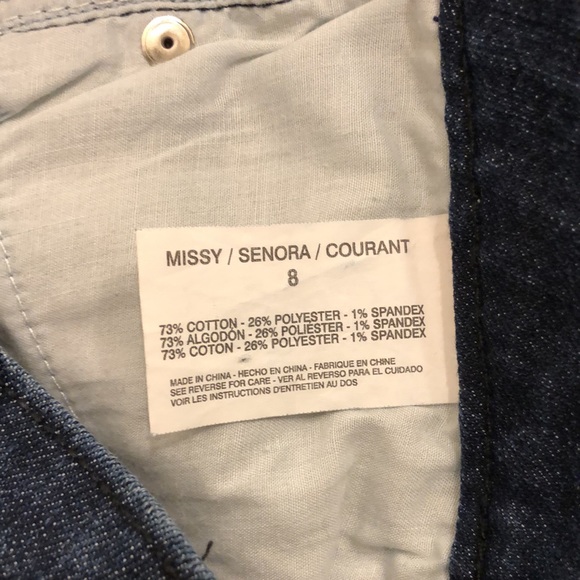 MISSY / SENORA / COURANT
8
73% COTTON - 26% POLYESTER - 1% SPANDEX
73% ALGODÓN - 26% POLIÉSTER - 1% SPANDEX
73% COTON - 26% POLYESTER - 1% SPANDEX
MADE IN CHINA - HECHO EN CHINA - FABRIQUE EN CHINE
SEE REVERSE FOR CARE - VER AL REVERSO PARA EL CUIDADO
VOIR LES INSTRUCTIONS D'ENTRETIEN AU DOS